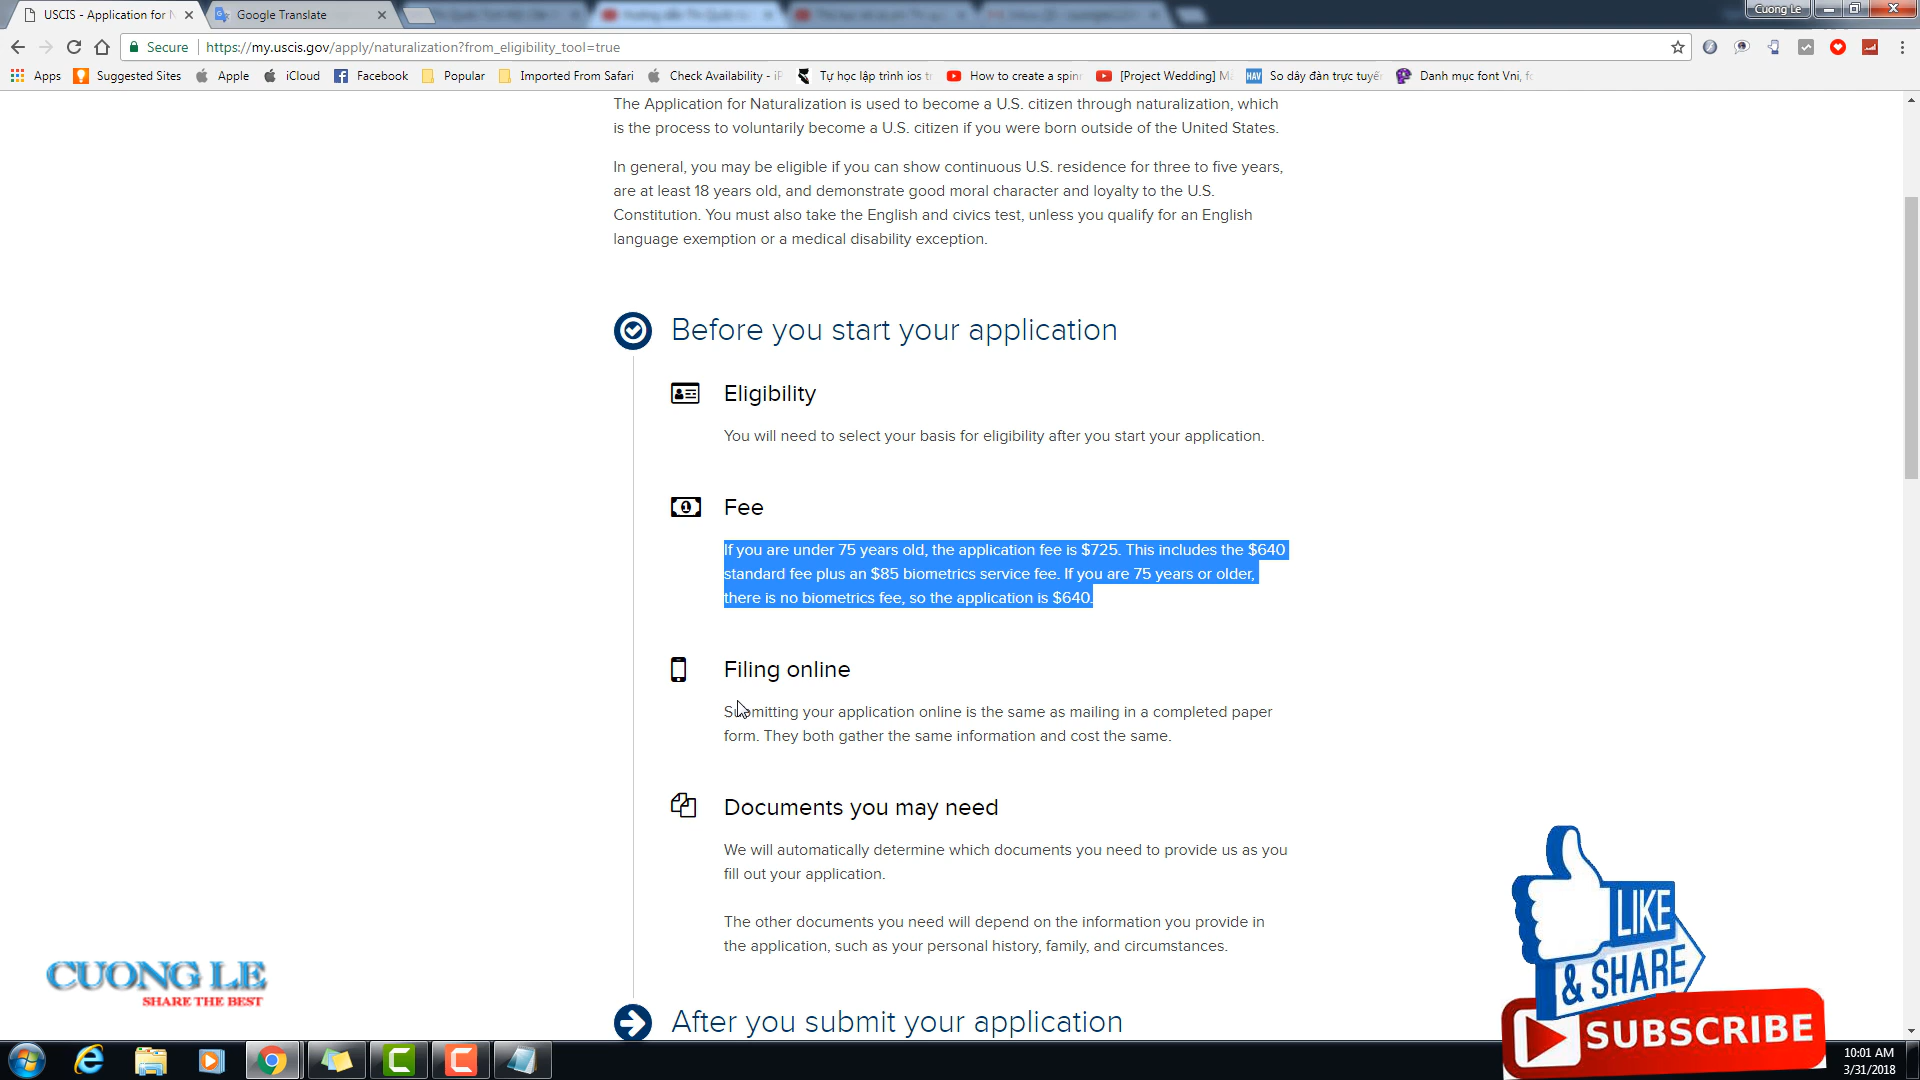 USCIS - Application for N
Google Translate
Cuong Le
Secure
https://my.uscis.gov/apply/naturalization?from_eligibility_tool=true
Apps
Suggested Sites
Apple
iCloud
Facebook
Popular
Imported From Safari
Check Availability - iP
Tự học lập trình ios t
How to create a spin
[Project Wedding] M
So dây đàn trực tuyế
Danh mục font Vni, f
The Application for Naturalization is used to become a U.S. citizen through naturalization, which
is the process to voluntarily become a U.S. citizen if you were born outside of the United States.
In general, you may be eligible if you can show continuous U.S. residence for three to five years,
are at least 18 years old, and demonstrate good moral character and loyalty to the U.S.
Constitution. You must also take the English and civics test, unless you qualify for an English
language exemption or a medical disability exception.
Before you start your application
Eligibility
You will need to select your basis for eligibility after you start your application.
Fee
If you are under 75 years old, the application fee is $725. This includes the $640
standard fee plus an $85 biometrics service fee. If you are 75 years or older,
there is no biometrics fee, so the application is $640.
Filing online
Submitting your application online is the same as mailing in a completed paper
form. They both gather the same information and cost the same.
Documents you may need
We will automatically determine which documents you need to provide us as you
fill out your application.
The other documents you need will depend on the information you provide in
the application, such as your personal history, family, and circumstances.
After you submit your application
CUONG LE
SHARE THE BEST
LIKE
& SHARE
SUBSCRIBE
10:01 AM
3/31/2018